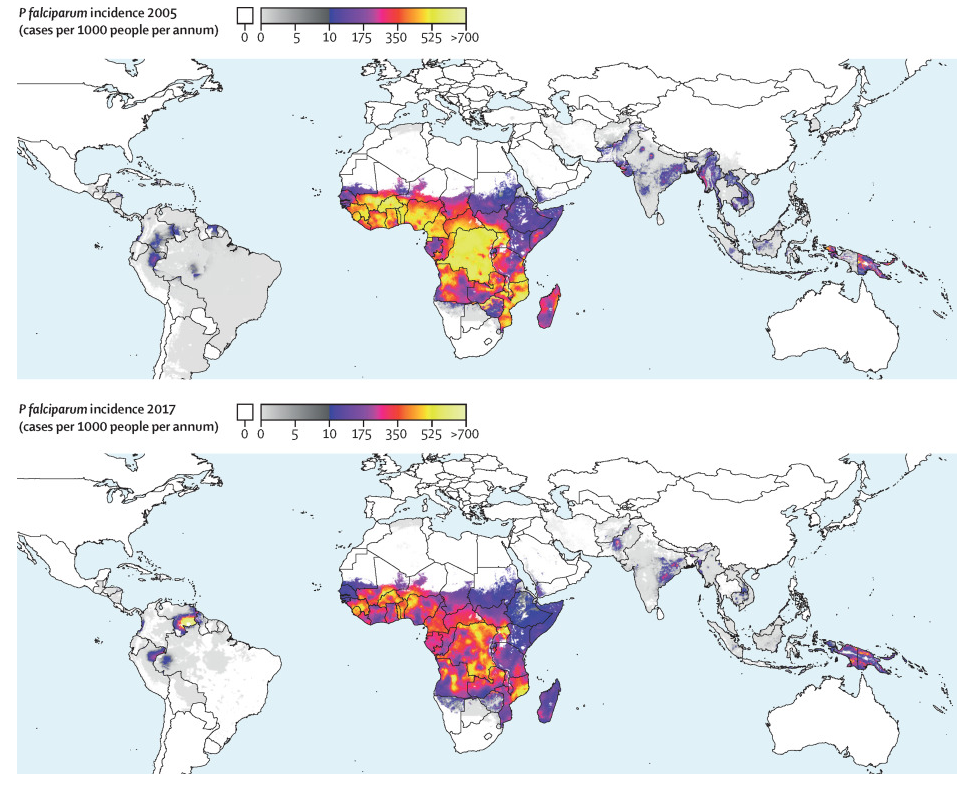 P falciparum incidence 2005
(cases per 1000 people per annum)
0 0 5 10 175 350 525 >700
P falciparum incidence 2017
(cases per 1000 people per annum)
0 0 5 10 175 350 525 >700